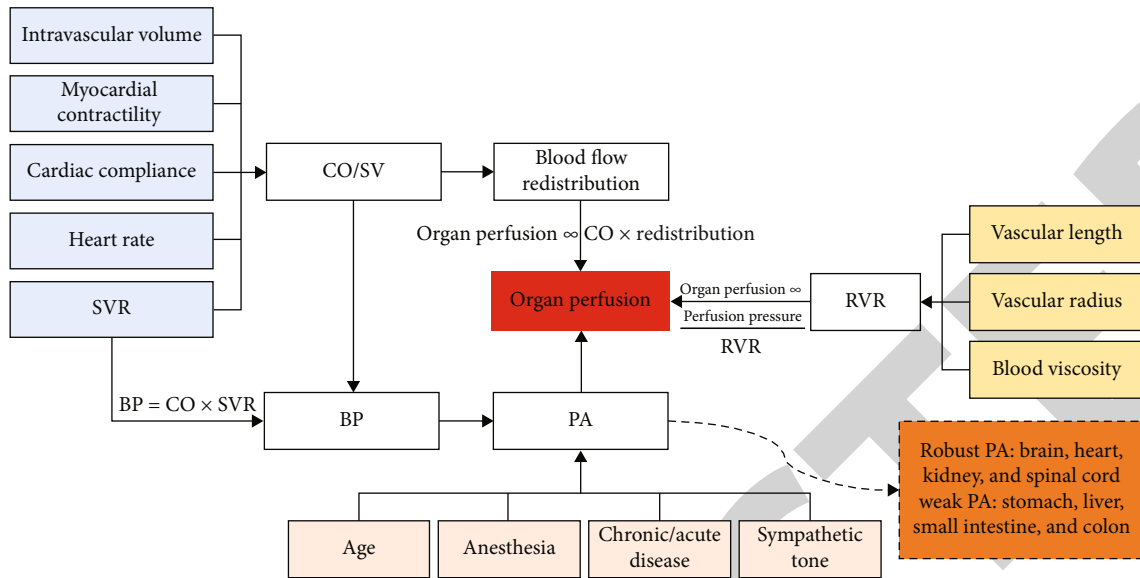 Intravascular volume
Myocardial
contractility
Cardiac compliance
Heart rate
SVR
CO/SV
Blood flow
redistribution
Organ perfusion ∞ CO × redistribution
Organ perfusion
Organ perfusion ∞
Perfusion pressure
RVR
RVR
Vascular length
Vascular radius
Blood viscosity
BP = CO × SVR
BP
PA
Robust PA: brain, heart,
kidney, and spinal cord
weak PA: stomach, liver,
small intestine, and colon
Age
Anesthesia
Chronic/acute
disease
Sympathetic
tone